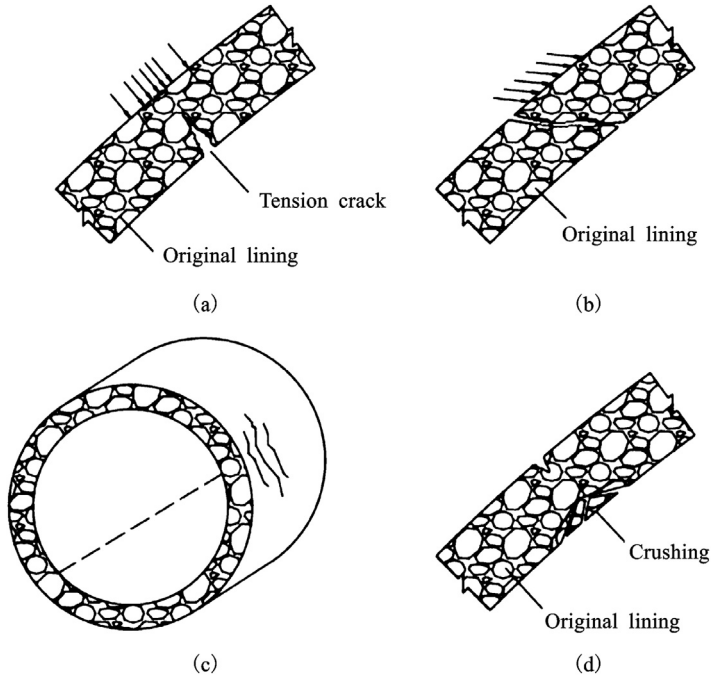 Tension crack
Original lining
(a)
Original lining
(b)
(c)
Crushing
Original lining
(d)